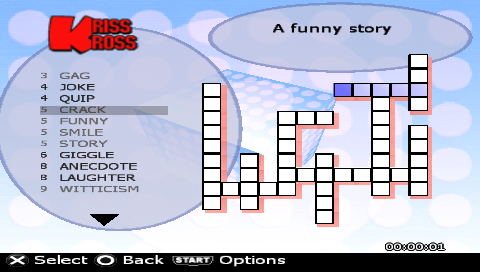 KRISS
KROSS
A funny story
3 GAG
4 JOKE
4 QUIP
5 CRACK
5 FUNNY
5 SMILE
5 STORY
6 GIGGLE
8 ANECDOTE
8 LAUGHTER
9 WITTICISM
00:00:01
Select Back START Options